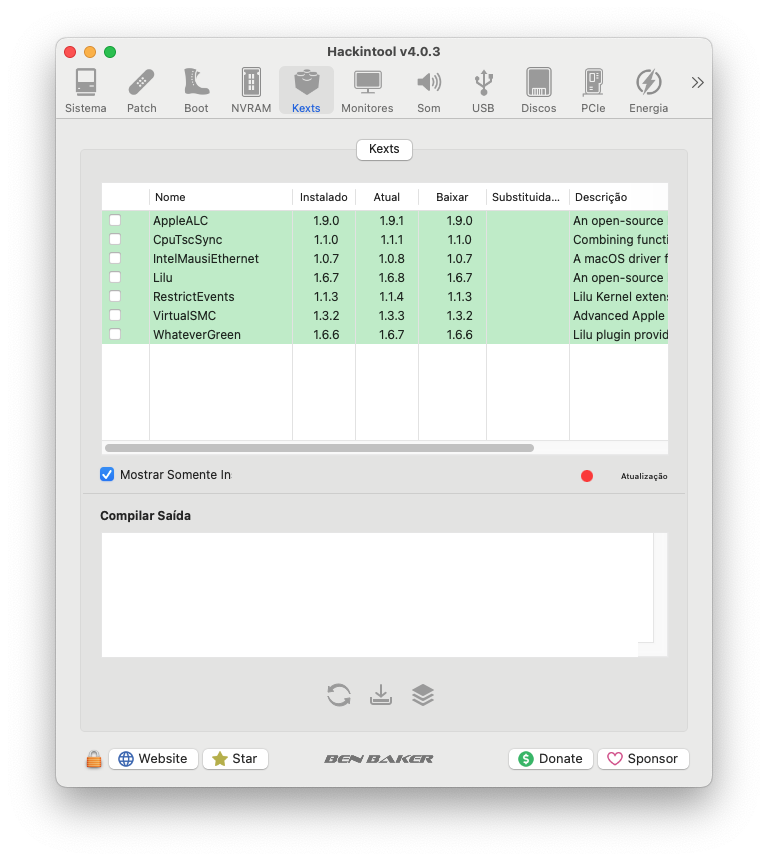 Hackintool v4.0.3
Sistema Patch Boot NVRAM Kexts Monitores Som USB Discos PCIe Energia
Kexts
Nome Instalado Atual Baixar Substituida... Descrição
AppleALC 1.9.0 1.9.1 1.9.0 An open-source
CpuTscSync 1.1.0 1.1.1 1.1.0 Combining functi
IntelMausiEthernet 1.0.7 1.0.8 1.0.7 A macOS driver f
Lilu 1.6.7 1.6.8 1.6.7 An open-source
RestrictEvents 1.1.3 1.1.4 1.1.3 Lilu Kernel extens
VirtualSMC 1.3.2 1.3.3 1.3.2 Advanced Apple
WhateverGreen 1.6.6 1.6.7 1.6.6 Lilu plugin provid
Mostrar Somente In Atualização
Compilar Saída
Website Star BEN BAKER Donate Sponsor